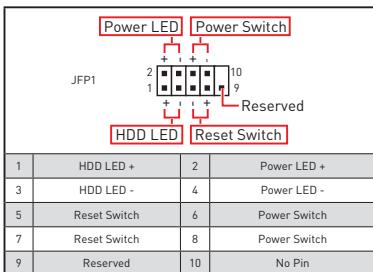 Power LED Power Switch
+ - + -
JFP1
2 10
1 9
+ - - +
Reserved
HDD LED Reset Switch
1 HDD LED + 2 Power LED +
3 HDD LED - 4 Power LED -
5 Reset Switch 6 Power Switch
7 Reset Switch 8 Power Switch
9 Reserved 10 No Pin